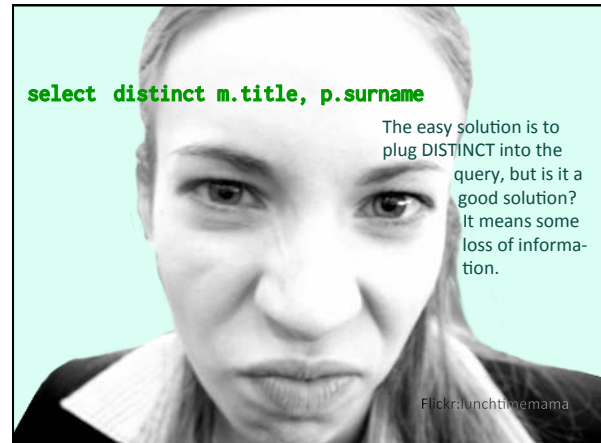 select distinct m.title, p.surname
The easy solution is to
plug DISTINCT into the
query, but is it a
good solution?
It means some
loss of informa-
tion.
Flickr:lunchtimemama